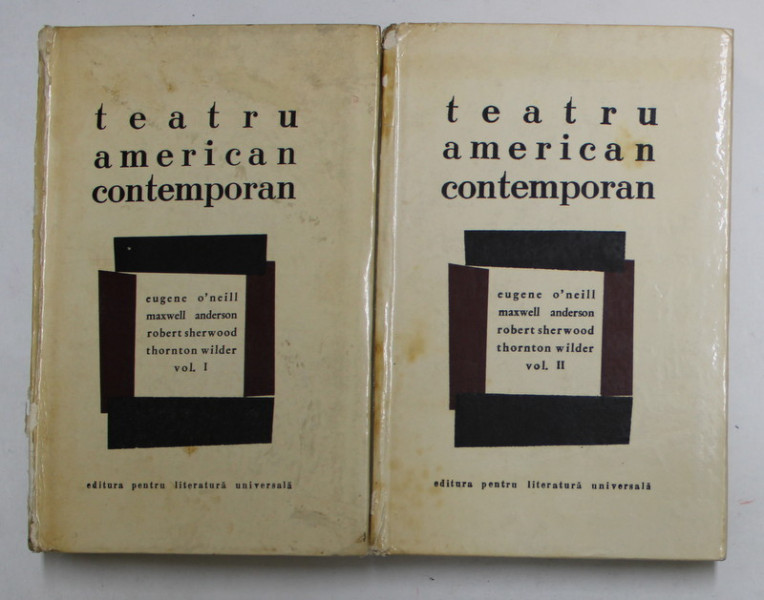 teatru
american
contemporan
eugene o'neill
maxwell anderson
robert sherwood
thornton wilder
vol. I
editura pentru literatură universală
teatru
american
contemporan
eugene o'neill
maxwell anderson
robert sherwood
thornton wilder
vol. II
editura pentru literatură universală